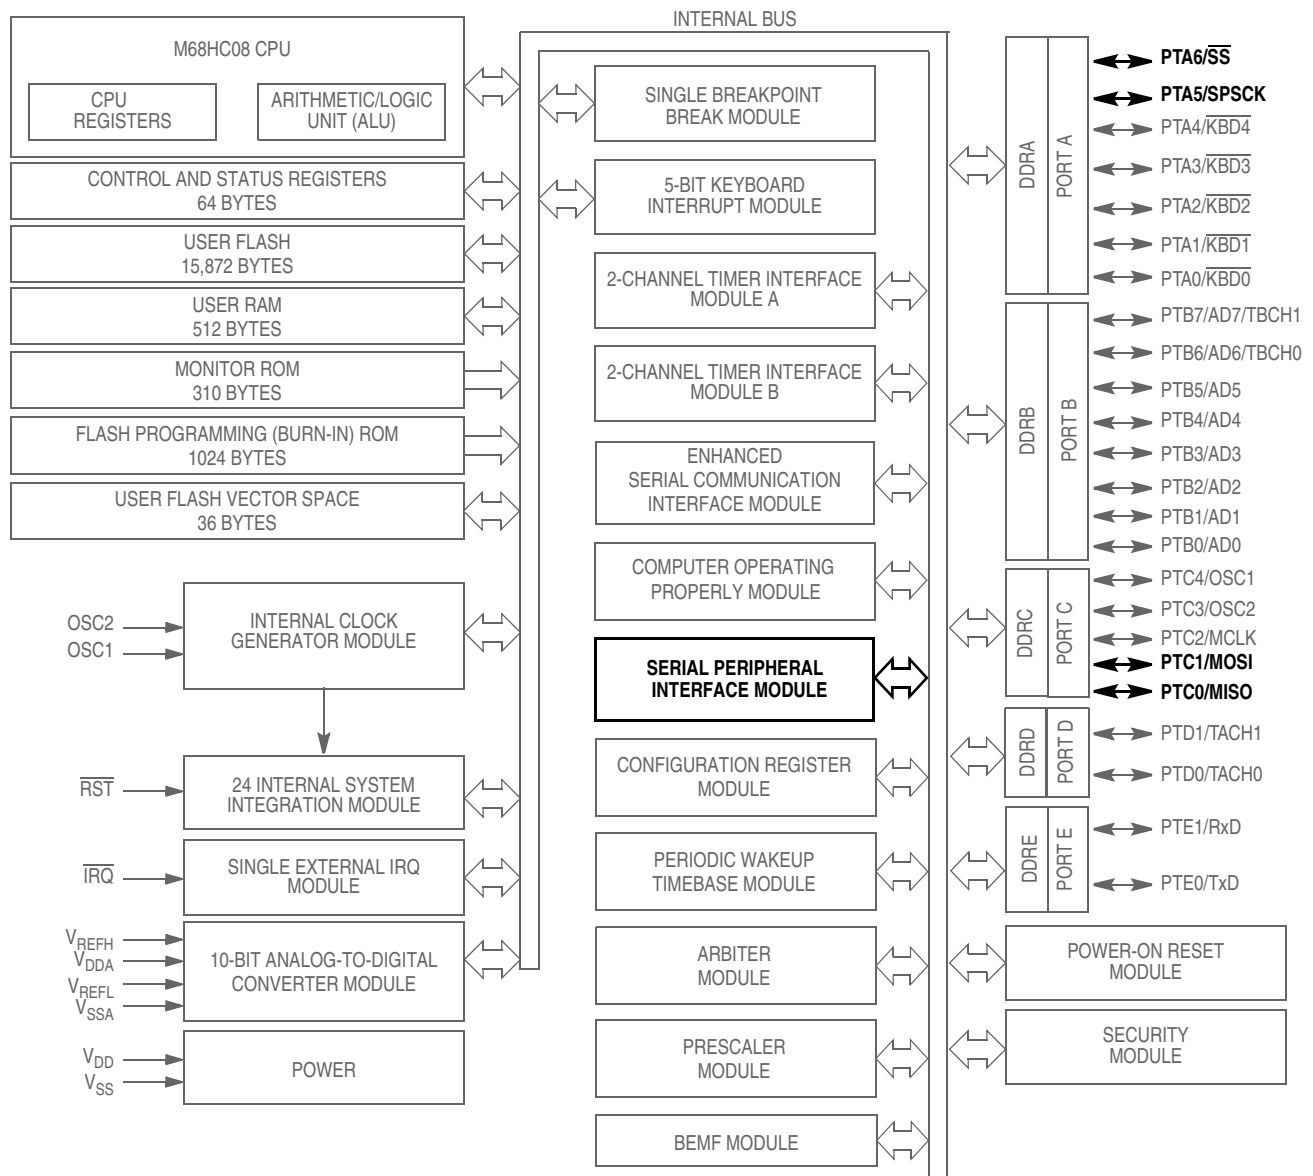 INTERNAL BUS
M68HC08 CPU
CPU
REGISTERS
ARITHMETIC/LOGIC
UNIT (ALU)
CONTROL AND STATUS REGISTERS
64 BYTES
USER FLASH
15,872 BYTES
USER RAM
512 BYTES
MONITOR ROM
310 BYTES
FLASH PROGRAMMING (BURN-IN) ROM
1024 BYTES
USER FLASH VECTOR SPACE
36 BYTES
OSC2
OSC1
INTERNAL CLOCK
GENERATOR MODULE
RST
24 INTERNAL SYSTEM
INTEGRATION MODULE
IRQ
SINGLE EXTERNAL IRQ
MODULE
VREFH
VDDA
VREFL
VSSA
10-BIT ANALOG-TO-DIGITAL
CONVERTER MODULE
VDD
VSS
POWER
SINGLE BREAKPOINT
BREAK MODULE
5-BIT KEYBOARD
INTERRUPT MODULE
2-CHANNEL TIMER INTERFACE
MODULE A
2-CHANNEL TIMER INTERFACE
MODULE B
ENHANCED
SERIAL COMMUNICATION
INTERFACE MODULE
COMPUTER OPERATING
PROPERLY MODULE
SERIAL PERIPHERAL
INTERFACE MODULE
CONFIGURATION REGISTER
MODULE
PERIODIC WAKEUP
TIMEBASE MODULE
ARBITER
MODULE
PRESCALER
MODULE
BEMF MODULE
DDRA
PORT A
PTA6/SS
PTA5/SPSCK
PTA4/KBD4
PTA3/KBD3
PTA2/KBD2
PTA1/KBD1
PTA0/KBD0
DDRB
PORT B
PTB7/AD7/TBCH1
PTB6/AD6/TBCH0
PTB5/AD5
PTB4/AD4
PTB3/AD3
PTB2/AD2
PTB1/AD1
PTB0/AD0
DDRC
PORT C
PTC4/OSC1
PTC3/OSC2
PTC2/MCLK
PTC1/MOSI
PTC0/MISO
DDRD
PORT D
PTD1/TACH1
PTD0/TACH0
DDRE
PORT E
PTE1/RxD
PTE0/TxD
POWER-ON RESET
MODULE
SECURITY
MODULE